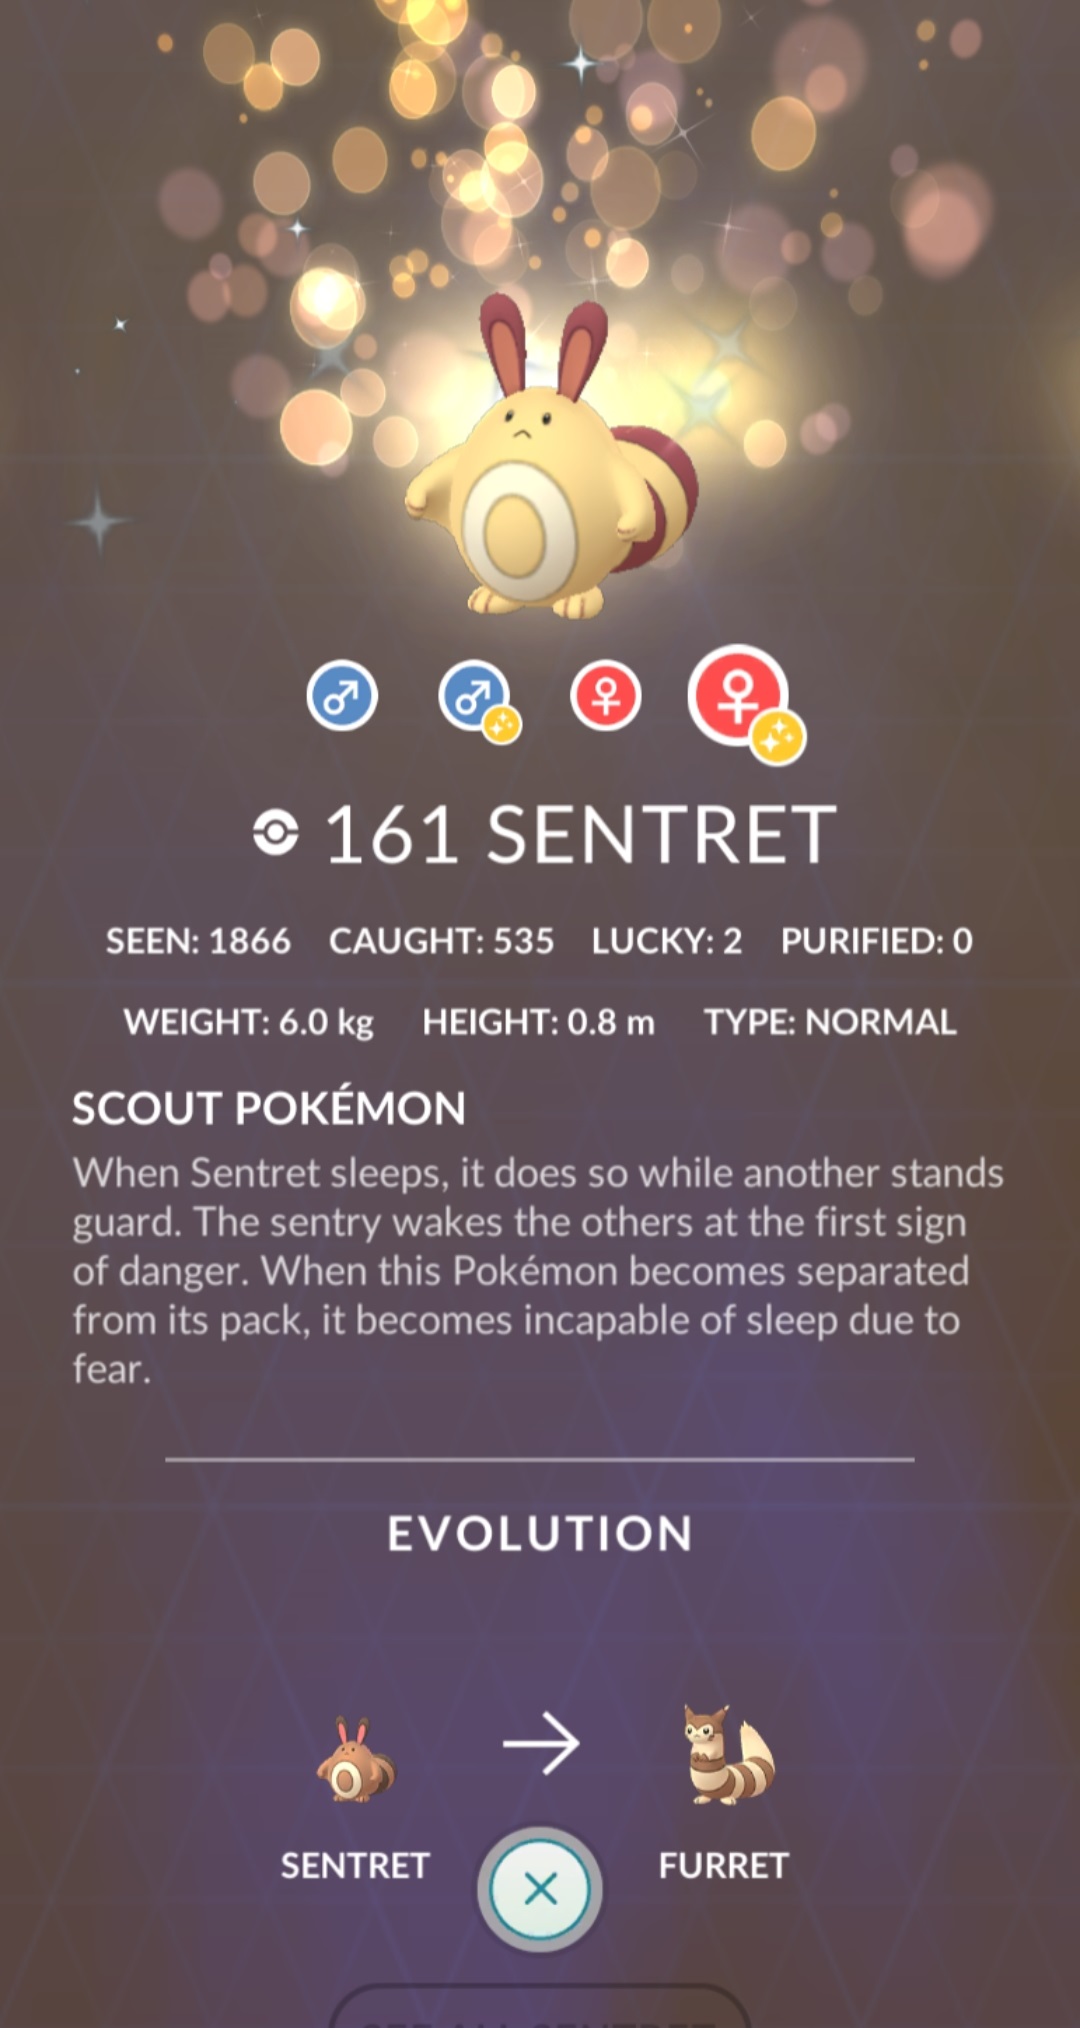 161 SENTRET
SEEN: 1866 CAUGHT: 535 LUCKY: 2 PURIFIED: 0
WEIGHT: 6.0 kg HEIGHT: 0.8 m TYPE: NORMAL
SCOUT POKÉMON
When Sentret sleeps, it does so while another stands
guard. The sentry wakes the others at the first sign
of danger. When this Pokémon becomes separated
from its pack, it becomes incapable of sleep due to
fear.
EVOLUTION
SENTRET FURRET
SEE ALL SENTRET